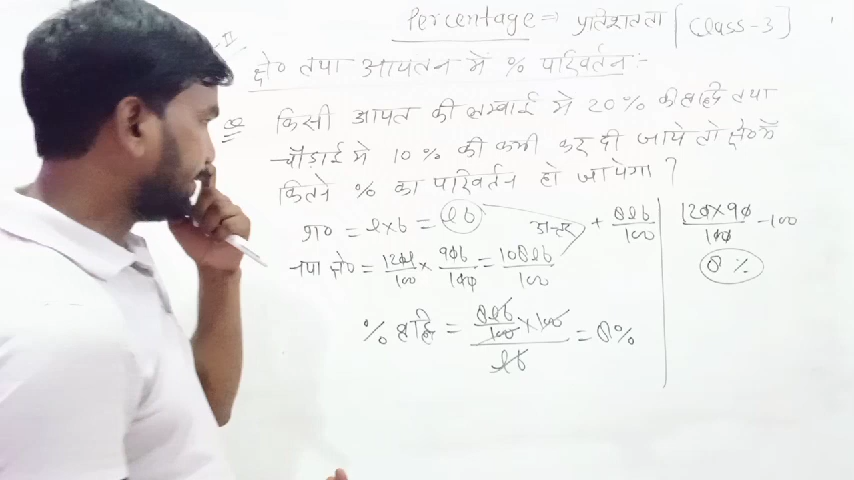 Percentage ⇒ प्रतिशतता [Class-3]
क्षे० तथा आयतन में % परिवर्तन :-
Q किसी आयत की लम्बाई में 20% की वृद्धि तथा
चौड़ाई में 10% की कमी कर दी जाये तो क्षे० में
कितने % का परिवर्तन हो जायेगा ?
क्षे० = l×b = lb
अन्तर + 8lb/100
नया क्षे० = 120l/100 × 90b/100 = 108lb/100
% वृद्धि = 8lb/100 × 100 / lb = 8%
120×90/100 - 100
8%